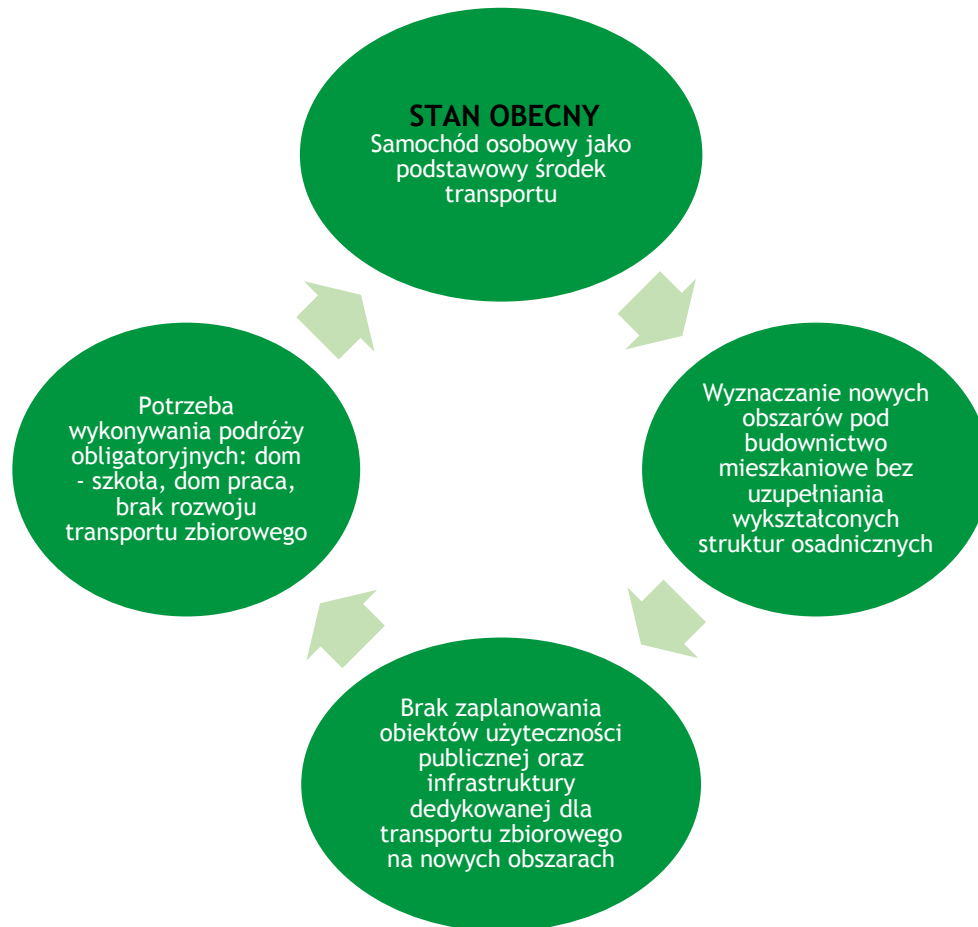 STAN OBECNY
Samochód osobowy jako
podstawowy środek
transportu
Wyznaczanie nowych
obszarów pod
budownictwo
mieszkaniowe bez
uzupełniania
wykształconych
struktur osadnicznych
Brak zaplanowania
obiektów użyteczności
publicznej oraz
infrastruktury
dedykowanej dla
transportu zbiorowego
na nowych obszarach
Potrzeba
wykonywania podróży
obligatoryjnych: dom
- szkoła, dom praca,
brak rozwoju
transportu zbiorowego